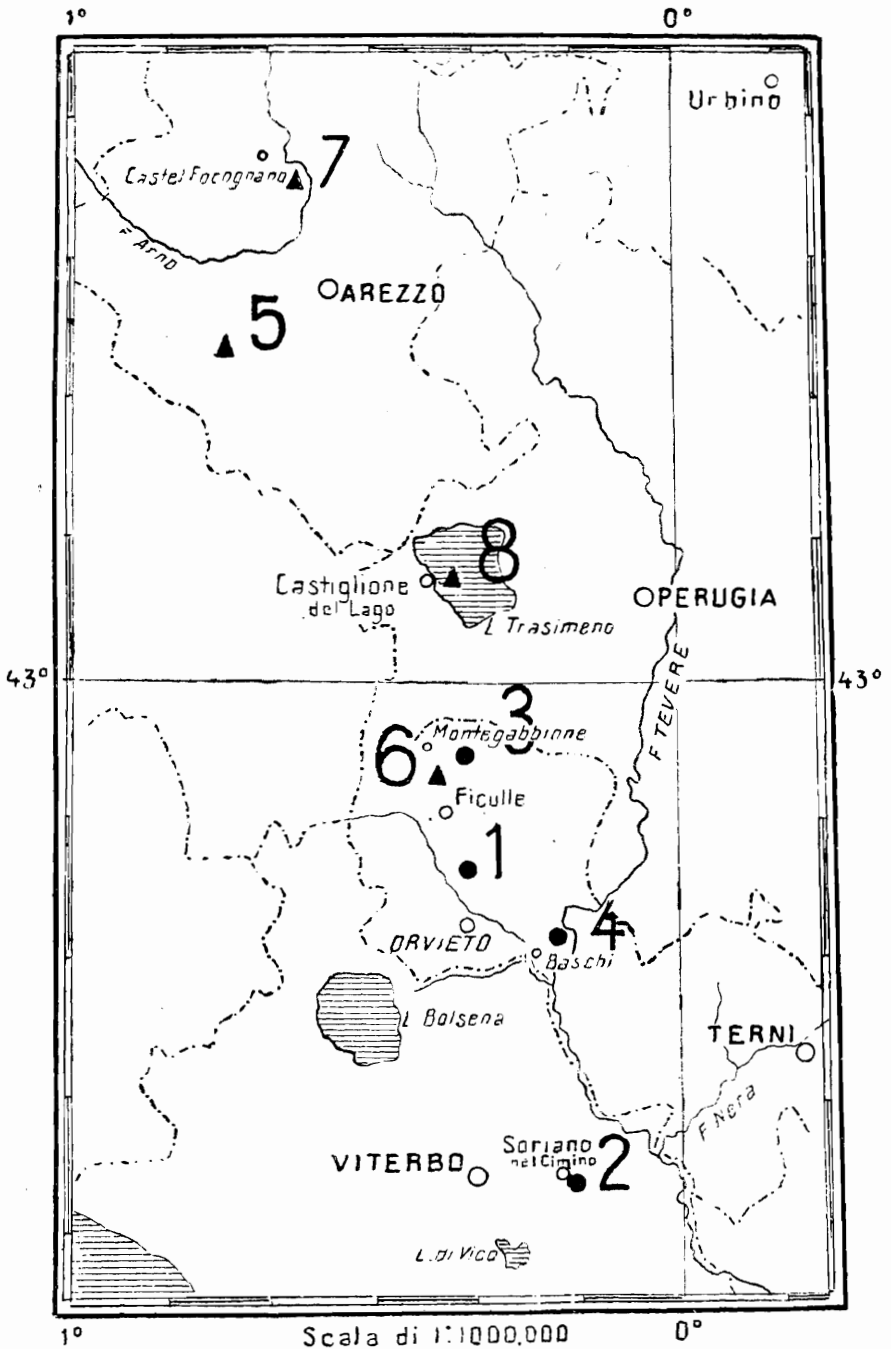 1° 0°
Urbino
Castel Focognano
7
F Arno
AREZZO
5
8
Castiglione
del Lago
PERUGIA
L Trasimeno
43° 43°
F TEVERE
3
Montegabbione
6
Ficulle
1
4
ORVIETO
Baschi
L Bolsena
TERNI
F Nera
Soriano
nel Cimino
VITERBO
2
L. di Vico
1° 0°
Scala di 1:1000,000